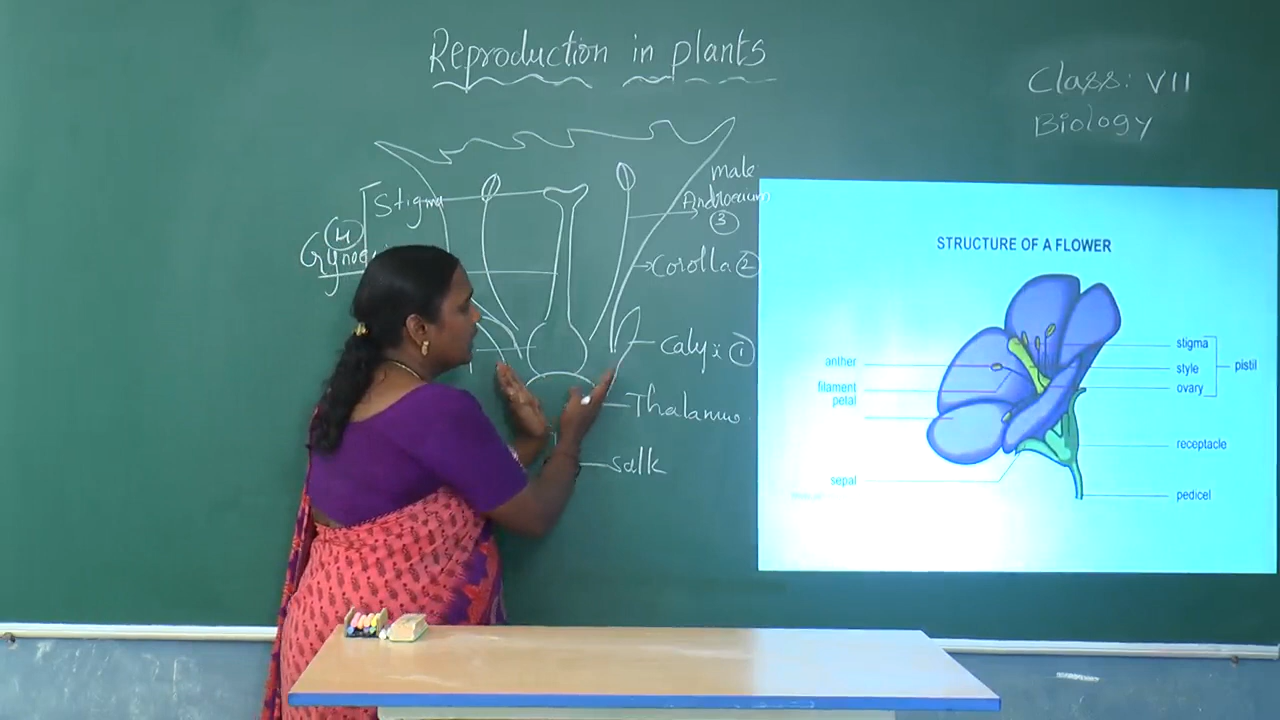 Reproduction in plants
Class: VII
Biology
male
Androecium
3
Stigma
4
Corolla 2
Calyx 1
Thalamus
Salk
STRUCTURE OF A FLOWER
anther
filament
petal
sepal
stigma
style
ovary
pistil
receptacle
pedicel